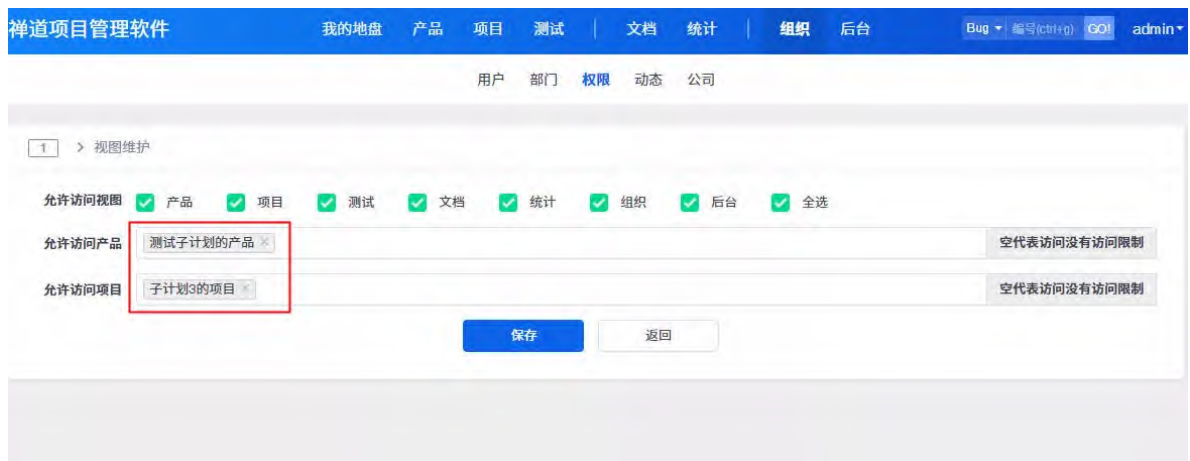 禅道项目管理软件 我的地盘 产品 项目 测试 | 文档 统计 | 组织 后台 Bug 编号(ctrl+g) GO! admin
用户 部门 权限 动态 公司
1 > 视图维护
允许访问视图 产品 项目 测试 文档 统计 组织 后台 全选
允许访问产品 测试子计划的产品 × 空代表访问没有访问限制
允许访问项目 子计划3的项目 × 空代表访问没有访问限制
保存 返回